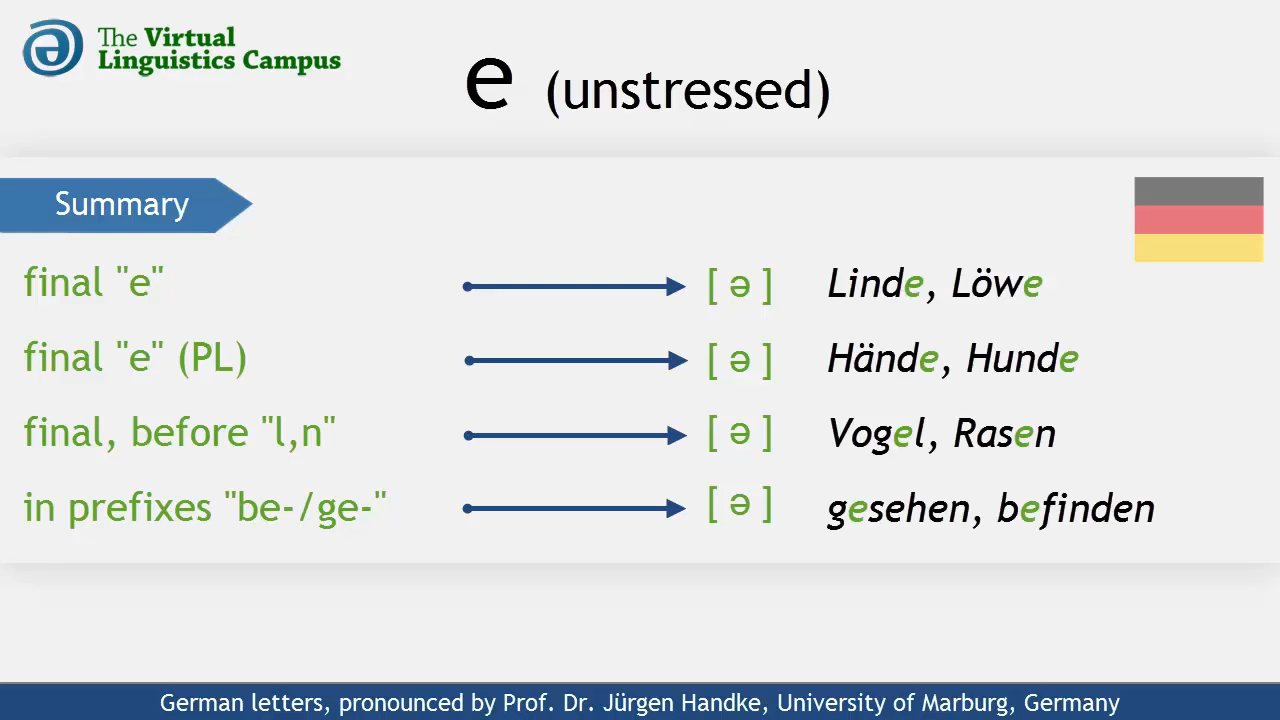 The Virtual
Linguistics Campus
e (unstressed)
Summary
final "e" [ ə ] Linde, Löwe
final "e" (PL) [ ə ] Hände, Hunde
final, before "l,n" [ ə ] Vogel, Rasen
in prefixes "be-/ge-" [ ə ] gesehen, befinden
German letters, pronounced by Prof. Dr. Jürgen Handke, University of Marburg, Germany